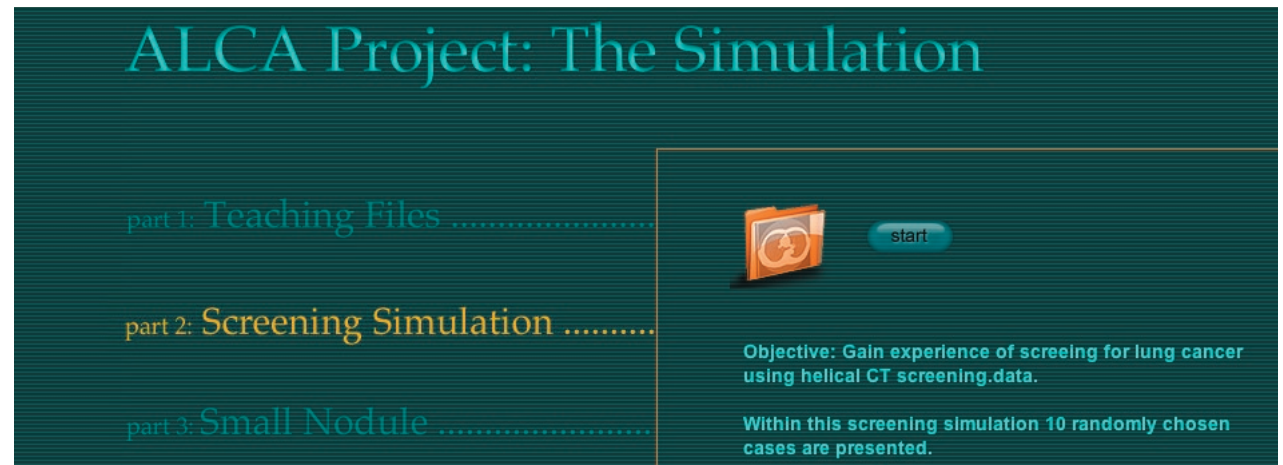 ALCA Project: The Simulation
part 1: Teaching Files ......................
part 2: Screening Simulation ..........
part 3: Small Nodule .......................
start
Objective: Gain experience of screeing for lung cancer
using helical CT screening.data.
Within this screening simulation 10 randomly chosen
cases are presented.